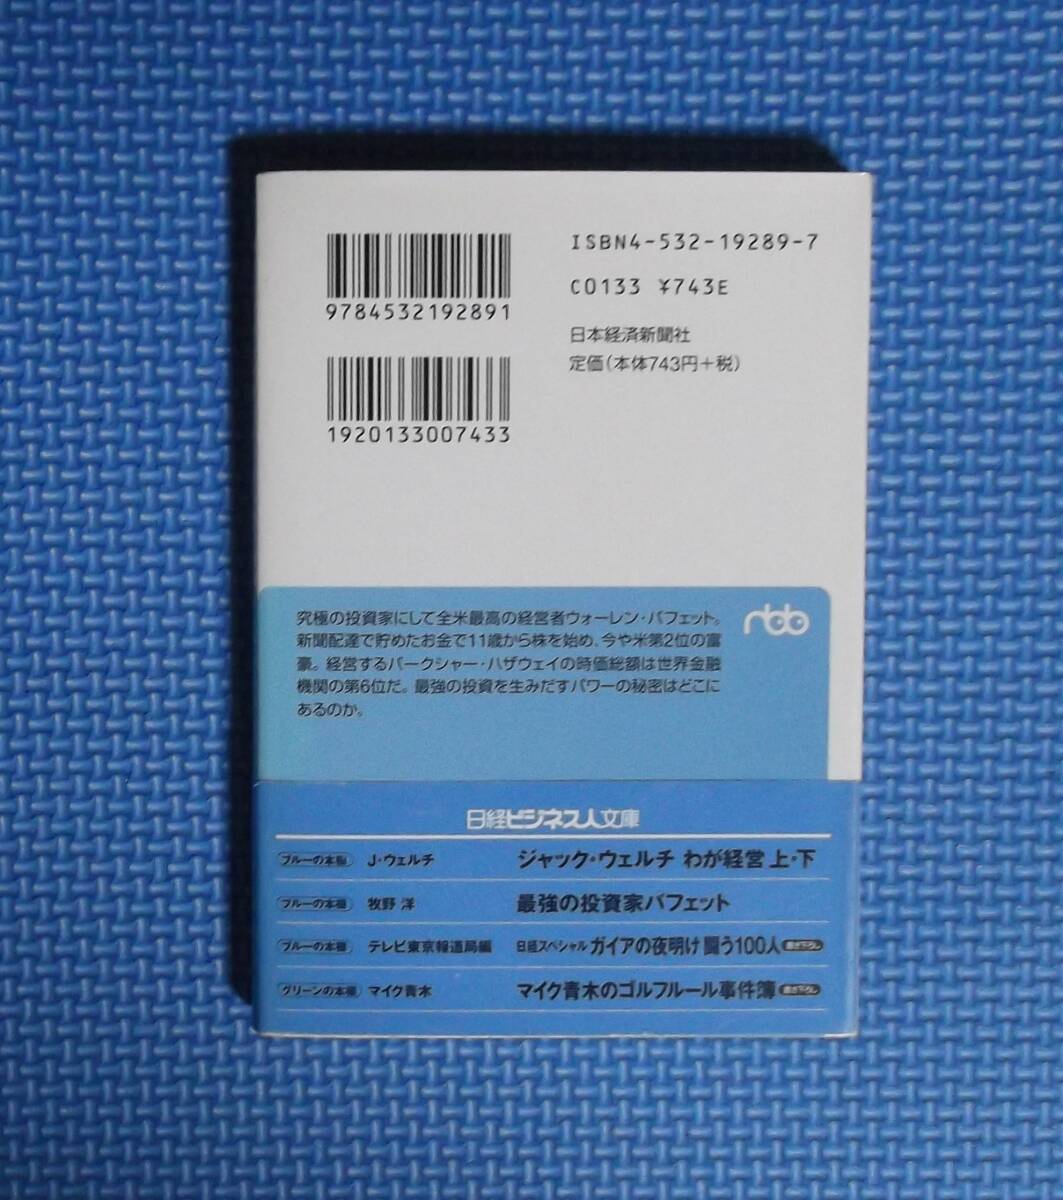 ISBN4-532-19289-7
C0133 ¥743E
日本経済新聞社
定価(本体743円+税)
9784532192891
1920133007433
nbb
究極の投資家にして全米最高の経営者ウォーレン・バフェット。
新聞配達で貯めたお金で11歳から株を始め、今や米第2位の富
豪。経営するバークシャー・ハザウェイの時価総額は世界金融
機関の第6位だ。最強の投資を生みだすパワーの秘密はどこに
あるのか。
日経ビジネス人文庫
ブルーの本棚 J・ウェルチ ジャック・ウェルチ わが経営 上・下
ブルーの本棚 牧野 洋 最強の投資家バフェット
ブルーの本棚 テレビ東京報道局編 日経スペシャル ガイアの夜明け 闘う100人 書き下ろし
グリーンの本棚 マイク青木 マイク青木のゴルフルール事件簿 書き下ろし